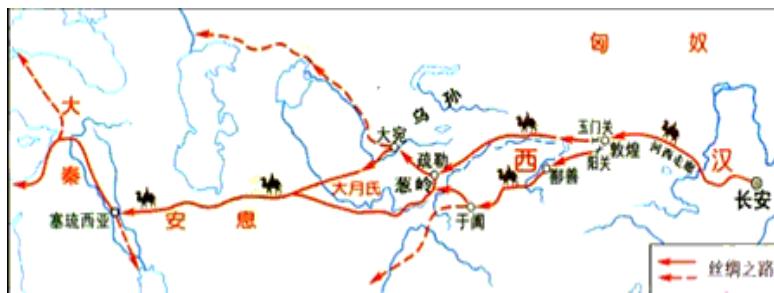 匈 奴
大
秦
塞琉西亚
安 息
大月氏
大宛
乌 孙
疏勒
葱岭
于阗
西
鄯善
玉门关
阳关
敦煌
河西走廊
汉
长安
丝绸之路